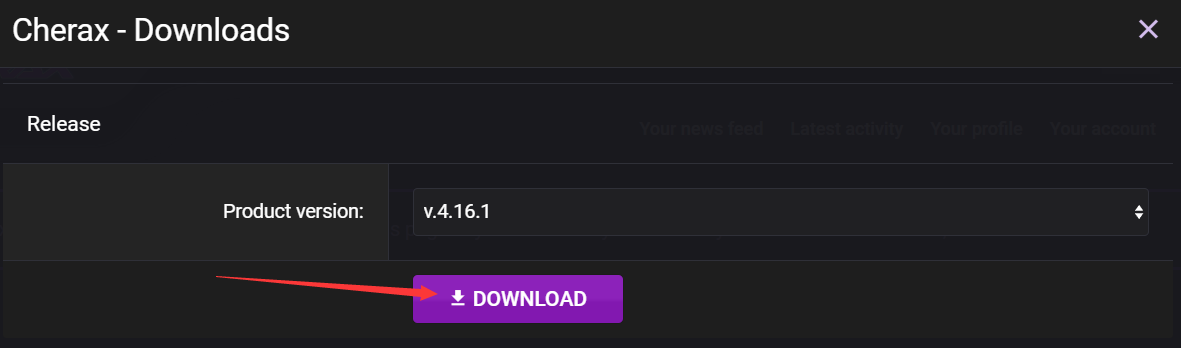 Cherax - Downloads
Release
Your news feed Latest activity Your profile Your account
Product version:
v.4.16.1
DOWNLOAD